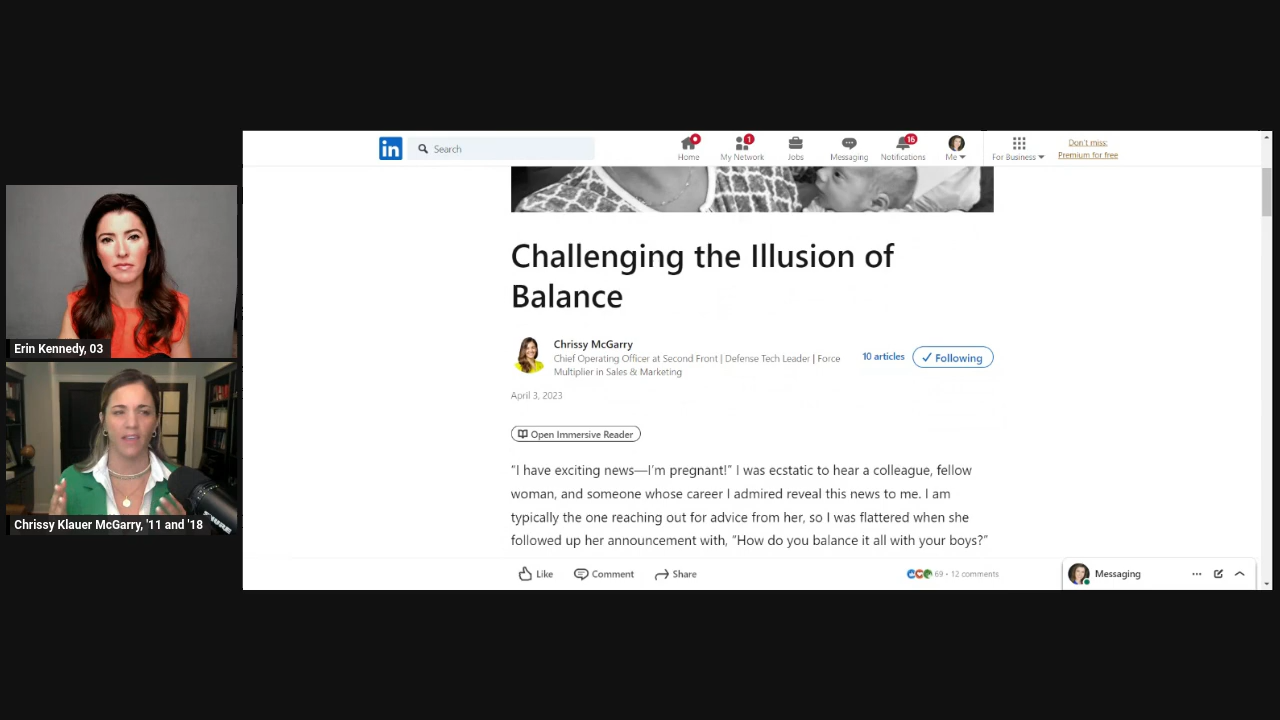 in
Search
Home
1
My Network
Jobs
Messaging
16
Notifications
Me
For Business
Don't miss:
Premium for free
Challenging the Illusion of
Balance
Chrissy McGarry
Chief Operating Officer at Second Front | Defense Tech Leader | Force
Multiplier in Sales & Marketing
10 articles
✓ Following
April 3, 2023
Open Immersive Reader
"I have exciting news—I'm pregnant!" I was ecstatic to hear a colleague, fellow
woman, and someone whose career I admired reveal this news to me. I am
typically the one reaching out for advice from her, so I was flattered when she
followed up her announcement with, "How do you balance it all with your boys?"
Like
Comment
Share
69 • 12 comments
Messaging
Erin Kennedy, 03
Chrissy Klauer McGarry, '11 and '18